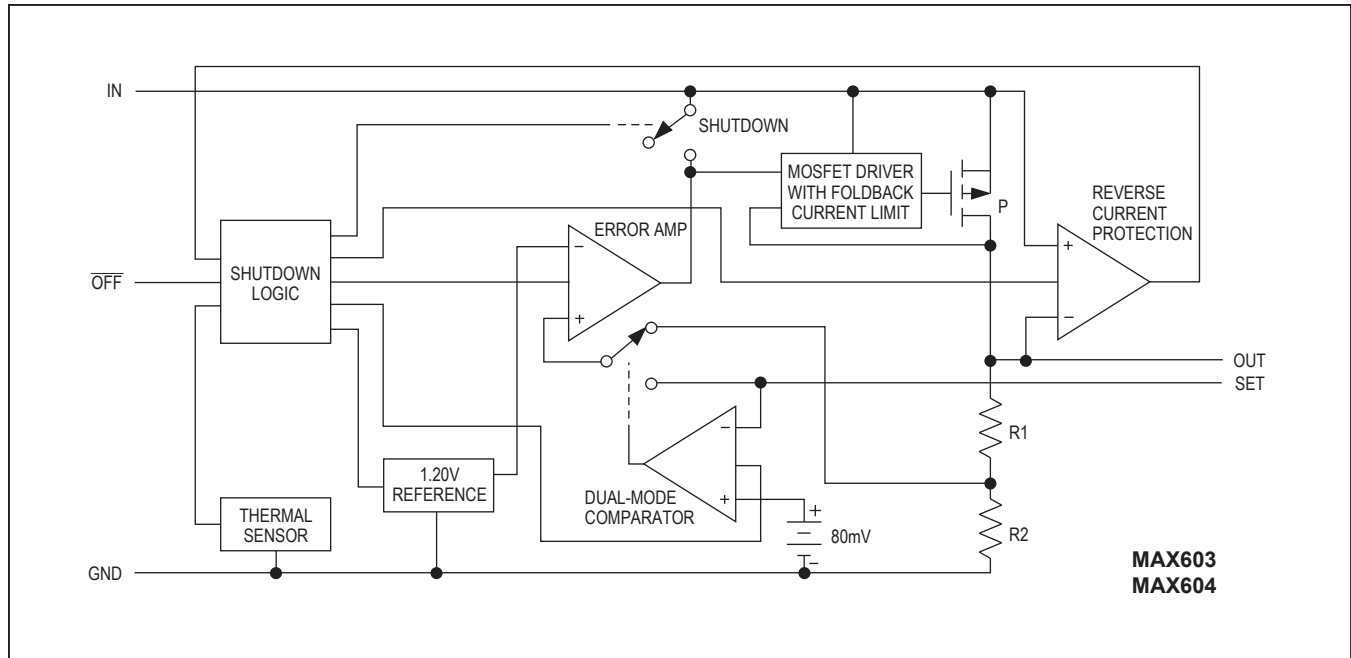 IN
SHUTDOWN
MOSFET DRIVER
WITH FOLDBACK
CURRENT LIMIT
P
REVERSE
CURRENT
PROTECTION
+
−
ERROR AMP
−
+
OFF
SHUTDOWN
LOGIC
OUT
SET
R1
−
+
DUAL-MODE
COMPARATOR
1.20V
REFERENCE
+
−
80mV
R2
THERMAL
SENSOR
GND
MAX603
MAX604